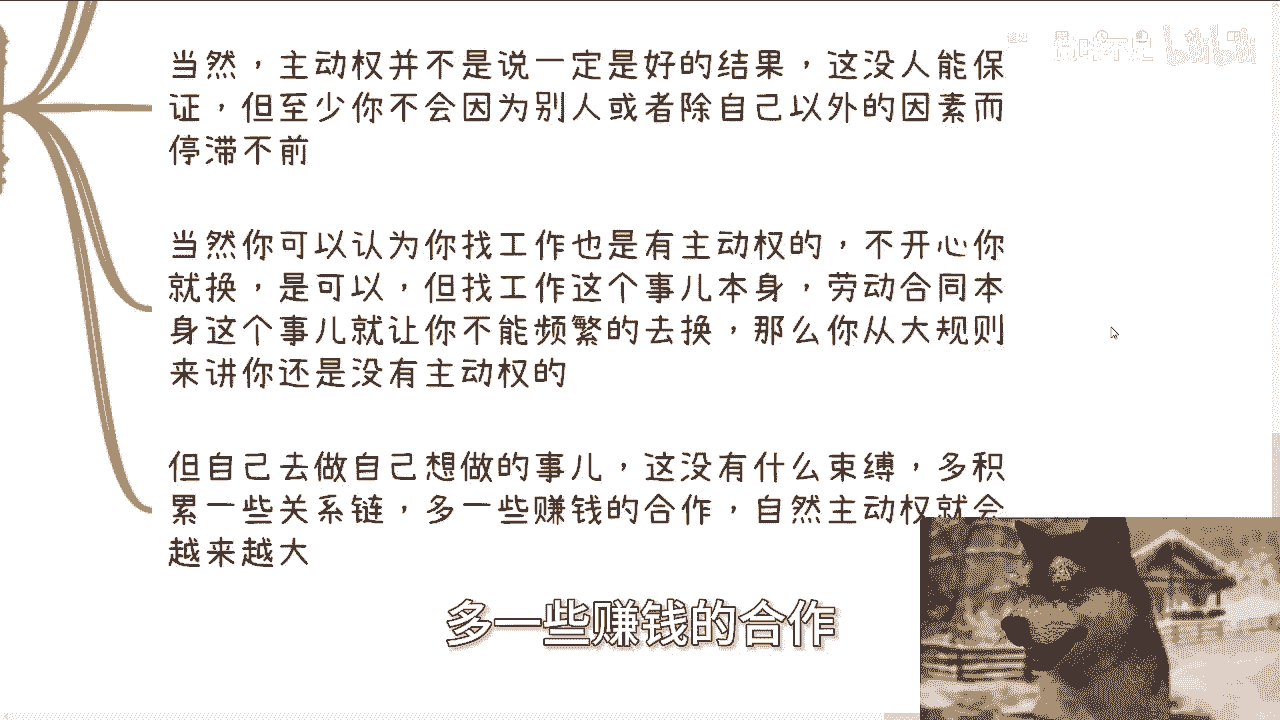 当然，主动权并不是说一定是好的结果，这没人能保
证，但至少你不会因为别人或者除自己以外的因素而
停滞不前
当然你可以认为你找工作也是有主动权的，不开心你
就换，是可以，但找工作这个事儿本身，劳动合同本
身这个事儿就让你不能频繁的去换，那么你从大规则
来讲你还是没有主动权的
但自己去做自己想做的事儿，这没有什么束缚，多积
累一些关系链，多一些赚钱的合作，自然主动权就会
越来越大
多一些赚钱的合作